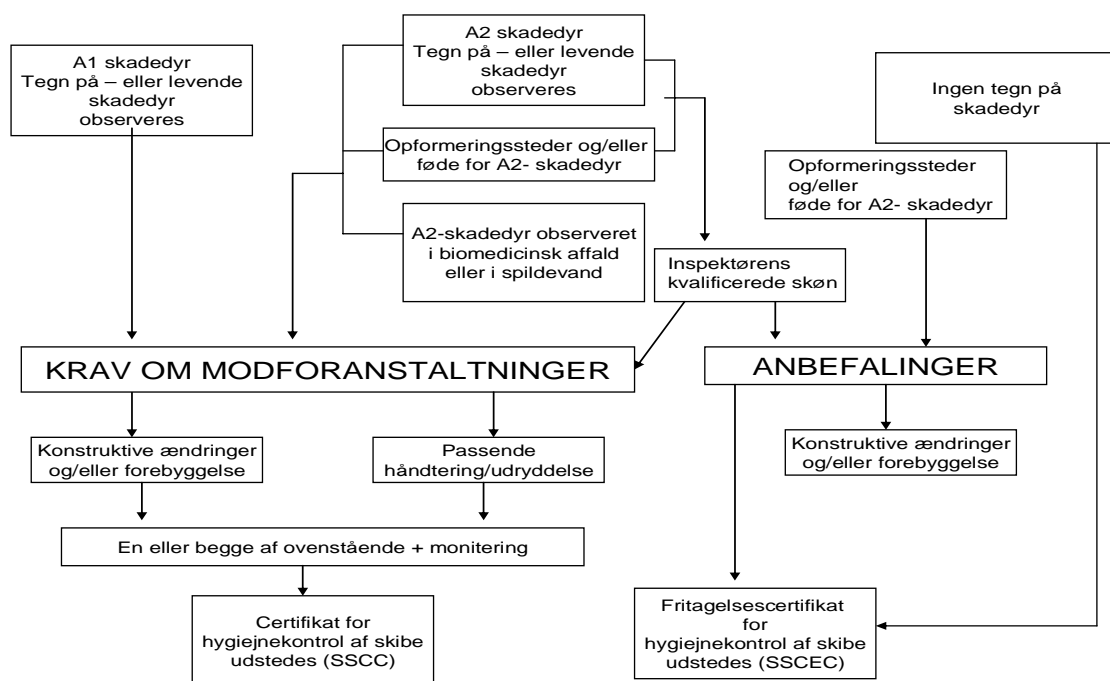 A1 skadedyr
Tegn på – eller levende
skadedyr
observeres
A2 skadedyr
Tegn på – eller levende
skadedyr
observeres
Ingen tegn på
skadedyr
Opformeringssteder og/eller
føde for A2- skadedyr
Opformeringssteder
og/eller
føde for A2- skadedyr
A2-skadedyr observeret
i biomedicinsk affald
eller i spildevand
Inspektørens
kvalificerede skøn
KRAV OM MODFORANSTALTNINGER
ANBEFALINGER
Konstruktive ændringer
og/eller forebyggelse
Passende
håndtering/udryddelse
Konstruktive ændringer
og/eller forebyggelse
En eller begge af ovenstående + monitering
Certifikat for
hygiejnekontrol af skibe
udstedes (SSCC)
Fritagelsescertifikat
for
hygiejnekontrol af skibe
udstedes (SSCEC)